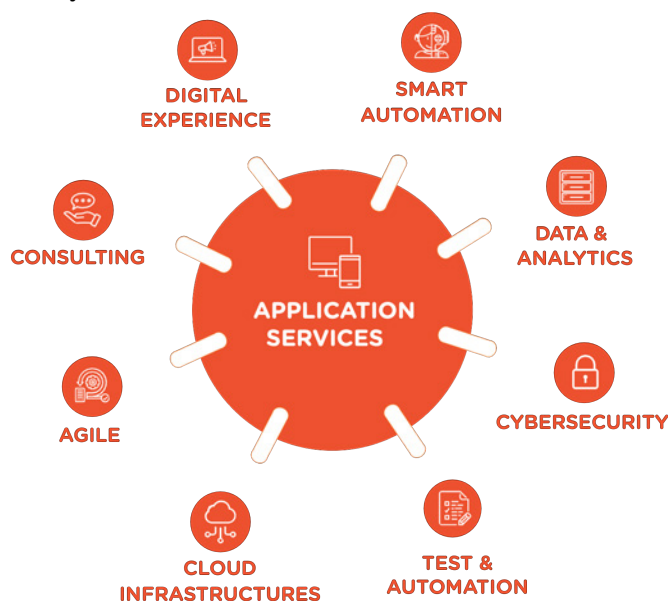 DIGITAL
EXPERIENCE
SMART
AUTOMATION
CONSULTING
DATA &
ANALYTICS
APPLICATION
SERVICES
AGILE
CYBERSECURITY
CLOUD
INFRASTRUCTURES
TEST &
AUTOMATION